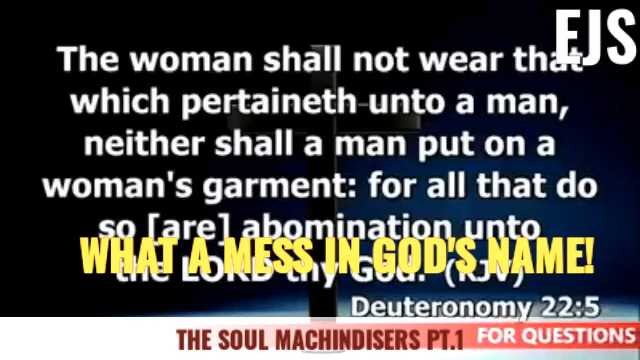 EJS
The woman shall not wear that
which pertaineth unto a man,
neither shall a man put on a
woman's garment: for all that do
so [are] abomination unto
the LORD thy God. (KJV)
WHAT A MESS IN GOD'S NAME!
Deuteronomy 22:5
THE SOUL MACHINDISERS PT.1
FOR QUESTIONS